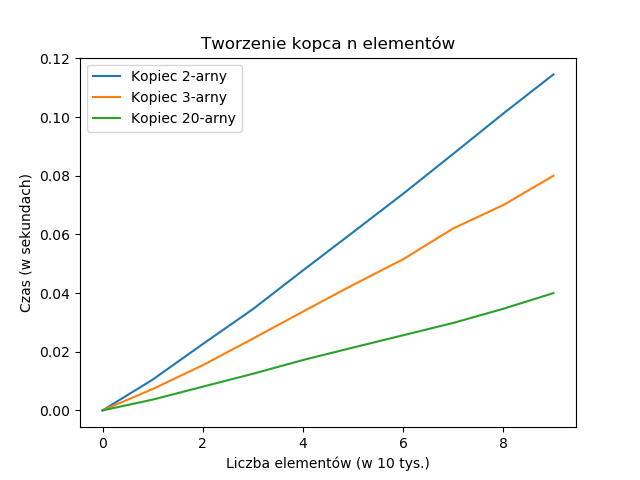 Tworzenie kopca n elementów
Kopiec 2-arny
Kopiec 3-arny
Kopiec 20-arny
Czas (w sekundach)
0.12
0.10
0.08
0.06
0.04
0.02
0.00
0 2 4 6 8
Liczba elementów (w 10 tys.)